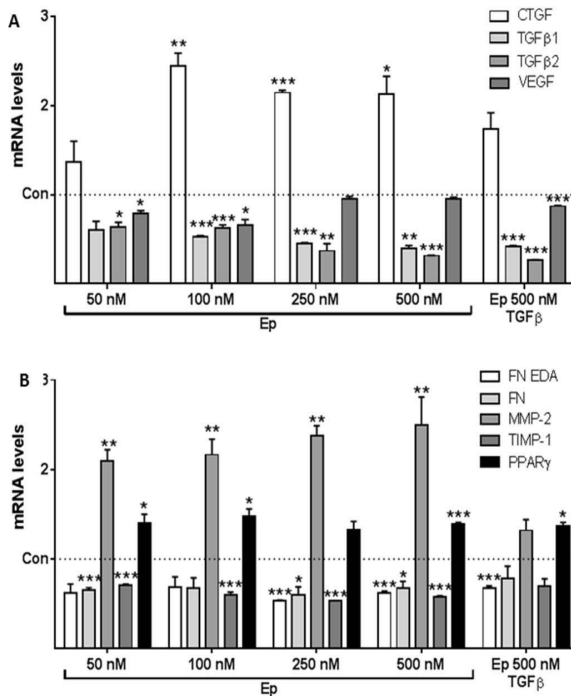 A
CTGF
TGFβ1
TGFβ2
VEGF
3
2
Con
mRNA levels
** *** *
* * *** *** * *** ** ** *** *** *** ***
50 nM 100 nM 250 nM 500 nM Ep 500 nM
Ep TGFβ
B
FN EDA
FN
MMP-2
TIMP-1
PPARγ
3
2
Con
mRNA levels
** ** ** **
* * *** *
*** *** *** *** * *** *** * *** ***
50 nM 100 nM 250 nM 500 nM Ep 500 nM
Ep TGFβ